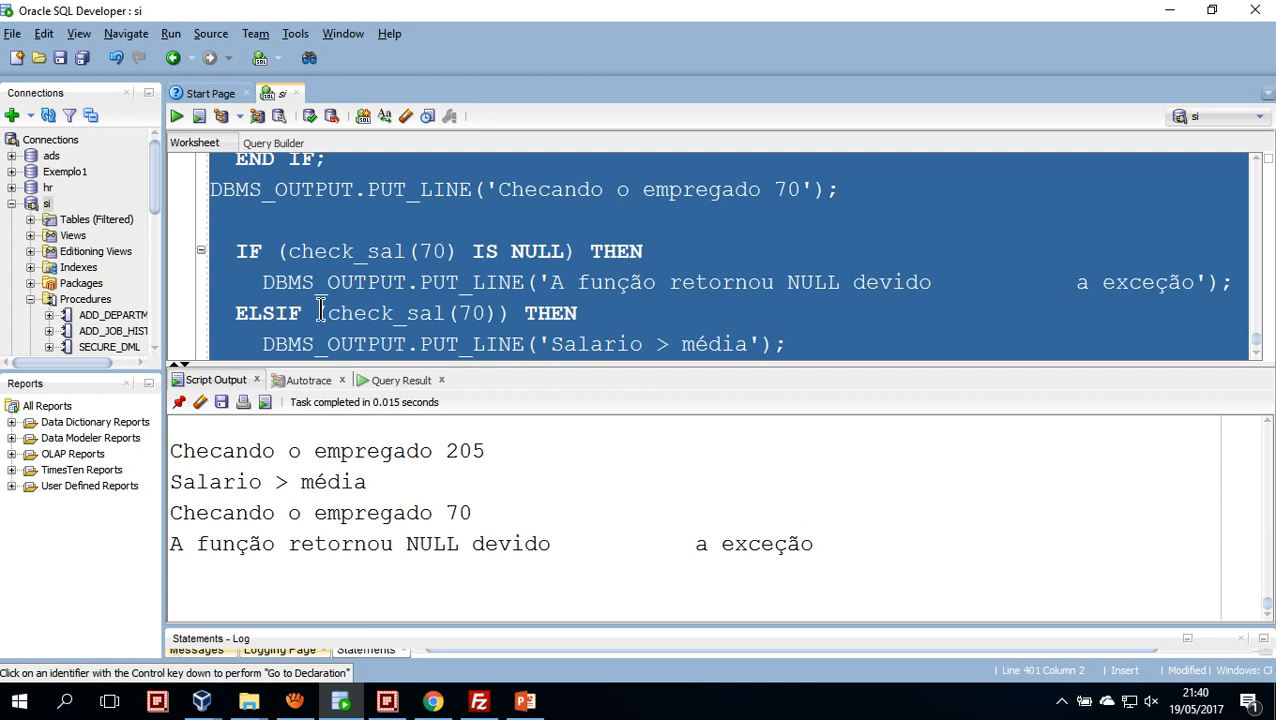 Oracle SQL Developer : si
File Edit View Navigate Run Source Team Tools Window Help
Connections
Start Page
si
si
Worksheet
Query Builder
Connections
ads
Exemplo1
hr
si
Tables (Filtered)
Views
Editioning Views
Indexes
Packages
Procedures
ADD_DEPARTM
ADD_JOB_HIST
SECURE_DML
END IF;
DBMS_OUTPUT.PUT_LINE('Checando o empregado 70');
IF (check_sal(70) IS NULL) THEN
DBMS_OUTPUT.PUT_LINE('A função retornou NULL devido a exceção');
ELSIF (check_sal(70)) THEN
DBMS_OUTPUT.PUT_LINE('Salario > média');
Reports
All Reports
Data Dictionary Reports
Data Modeler Reports
OLAP Reports
TimesTen Reports
User Defined Reports
Script Output
Autotrace
Query Result
Task completed in 0.015 seconds
Checando o empregado 205
Salario > média
Checando o empregado 70
A função retornou NULL devido a exceção
Statements - Log
Messages Logging Page Statements
Click on an identifier with the Control key down to perform "Go to Declaration"
Line 401 Column 2
Insert
Modified
Windows: CF
21:40
19/05/2017